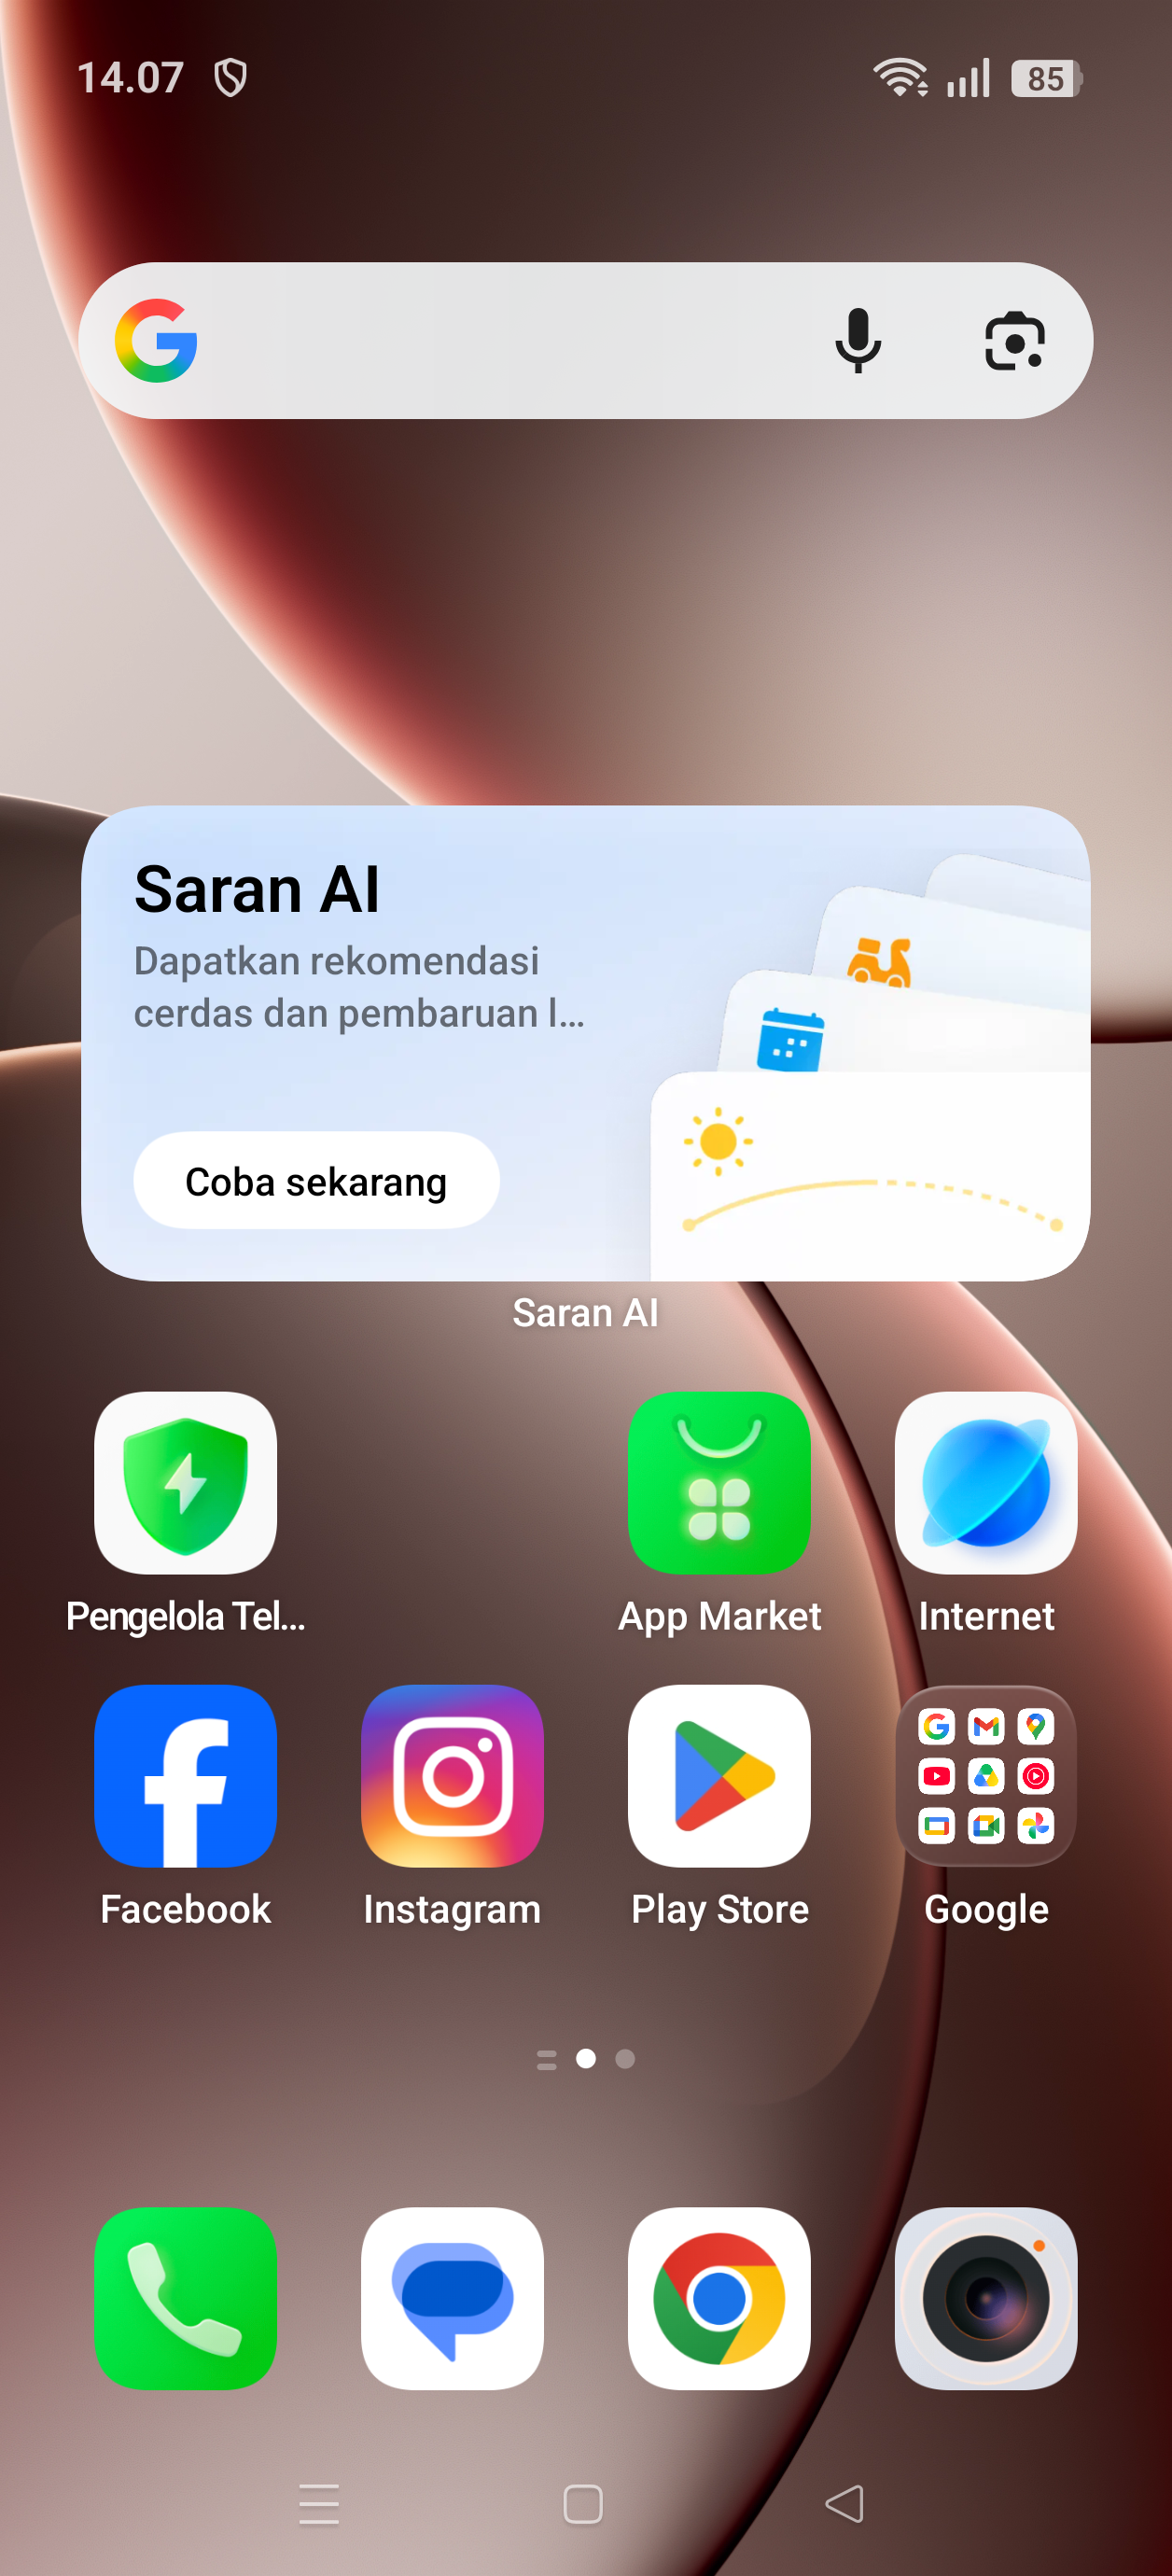 14.07
85
Saran AI
Dapatkan rekomendasi
cerdas dan pembaruan l...
Coba sekarang
Saran AI
Pengelola Tel...
App Market
Internet
Facebook
Instagram
Play Store
Google